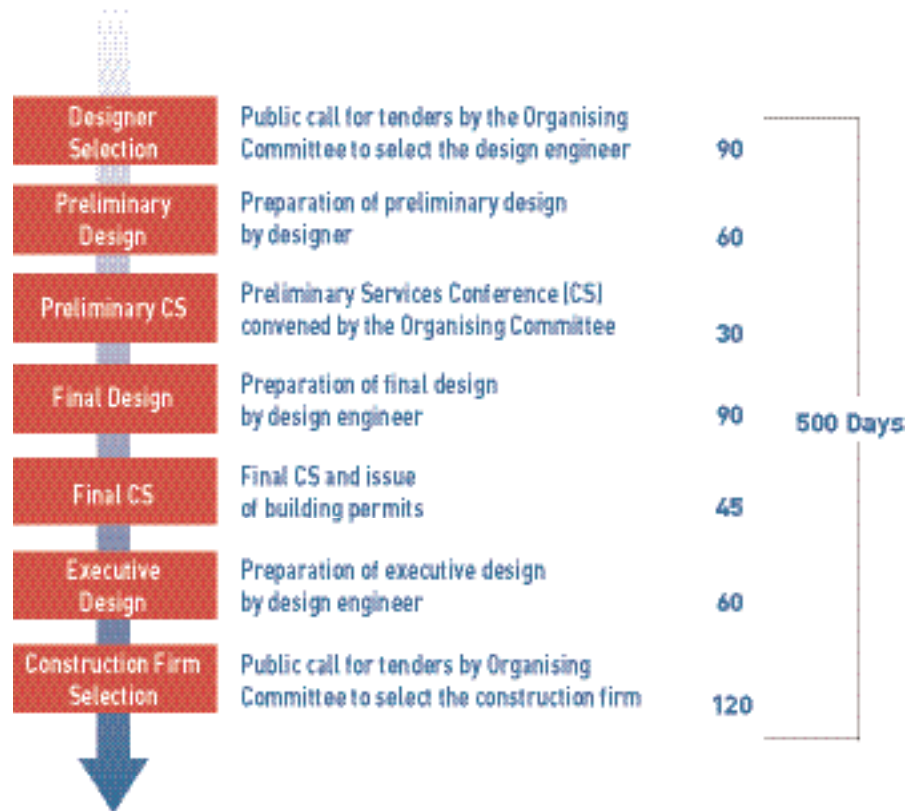 Designer
Selection
Public call for tenders by the Organising
Committee to select the design engineer
90
Preliminary
Design
Preparation of preliminary design
by designer
60
Preliminary CS
Preliminary Services Conference (CS)
convened by the Organising Committee
30
Final Design
Preparation of final design
by design engineer
90
500 Days
Final CS
Final CS and issue
of building permits
45
Executive
Design
Preparation of executive design
by design engineer
60
Construction Firm
Selection
Public call for tenders by Organising
Committee to select the construction firm
120